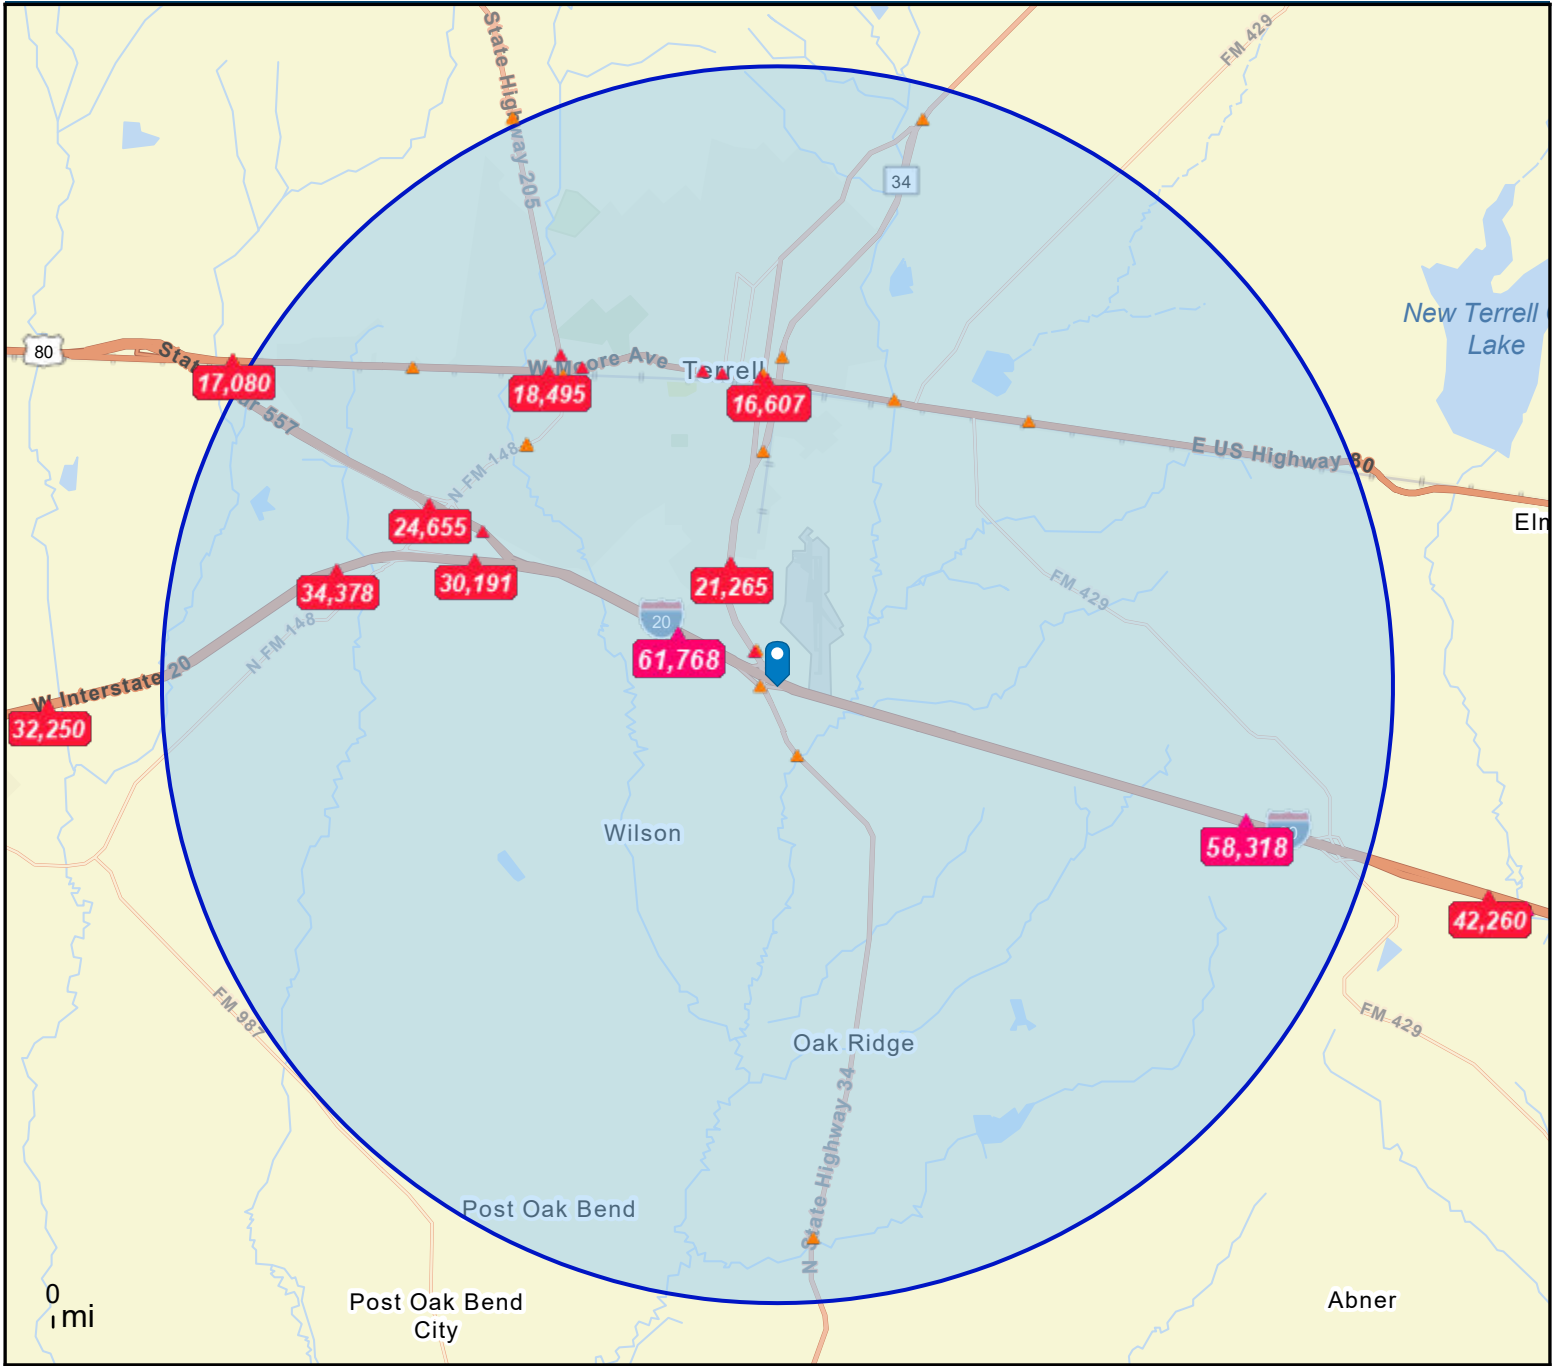 State Highway 205
FM 429
34
New Terrell
Lake
80
W Moore Ave
Terrell
17,080
18,495
16,607
557
E US Highway 80
N FM 148
24,655
Elm
34,378
30,191
21,265
FM 429
20
61,768
N FM 148
W Interstate 20
32,250
Wilson
58,318
42,260
FM 987
FM 429
Oak Ridge
N State Highway 34
Post Oak Bend
0
mi
Post Oak Bend
City
Abner